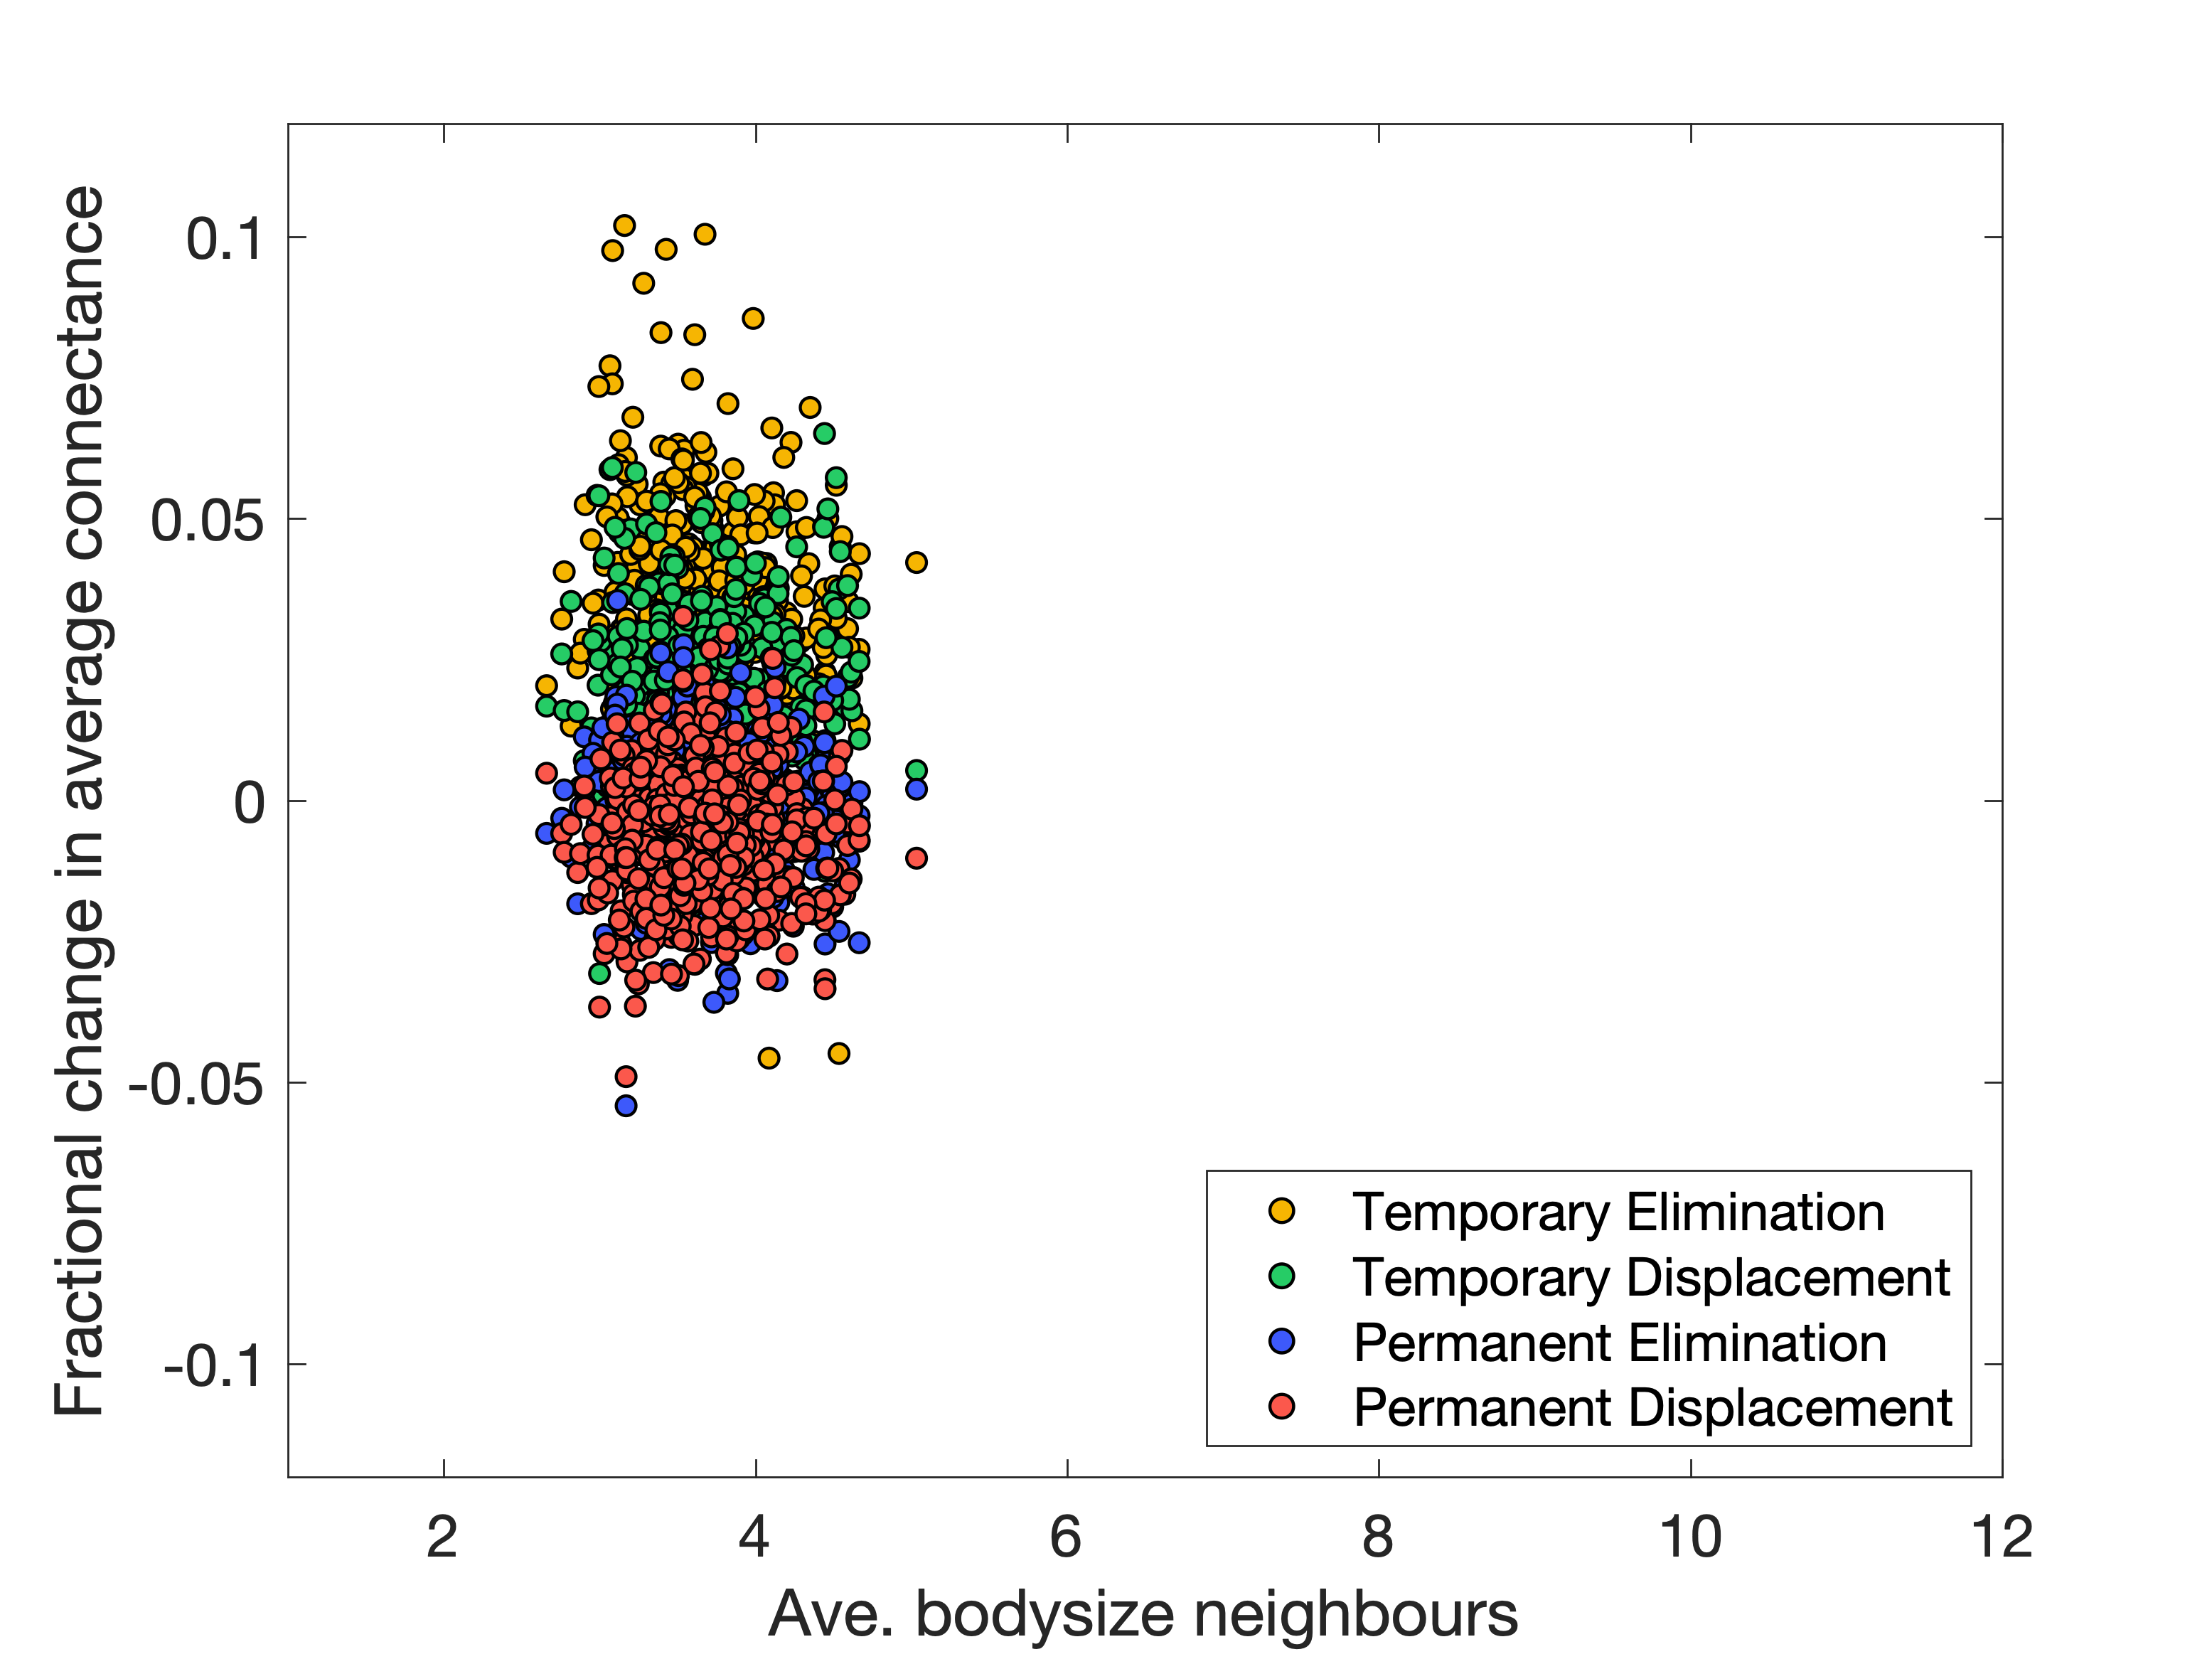 Fractional change in average connectance
0.1
0.05
0
-0.05
-0.1
2 4 6 8 10 12
Ave. bodysize neighbours
Temporary Elimination
Temporary Displacement
Permanent Elimination
Permanent Displacement